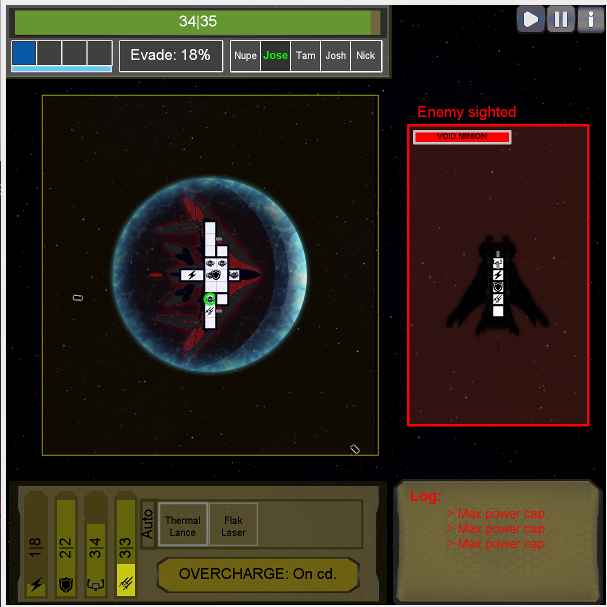 34|35
Evade: 18%
Nupe Jose Tam Josh Nick
Enemy sighted
VOID MINION
1|8
2|2
3|4
3|3
Auto
Thermal
Lance
Flak
Laser
OVERCHARGE: On cd.
Log:
> Max power cap.
> Max power cap.
> Max power cap.